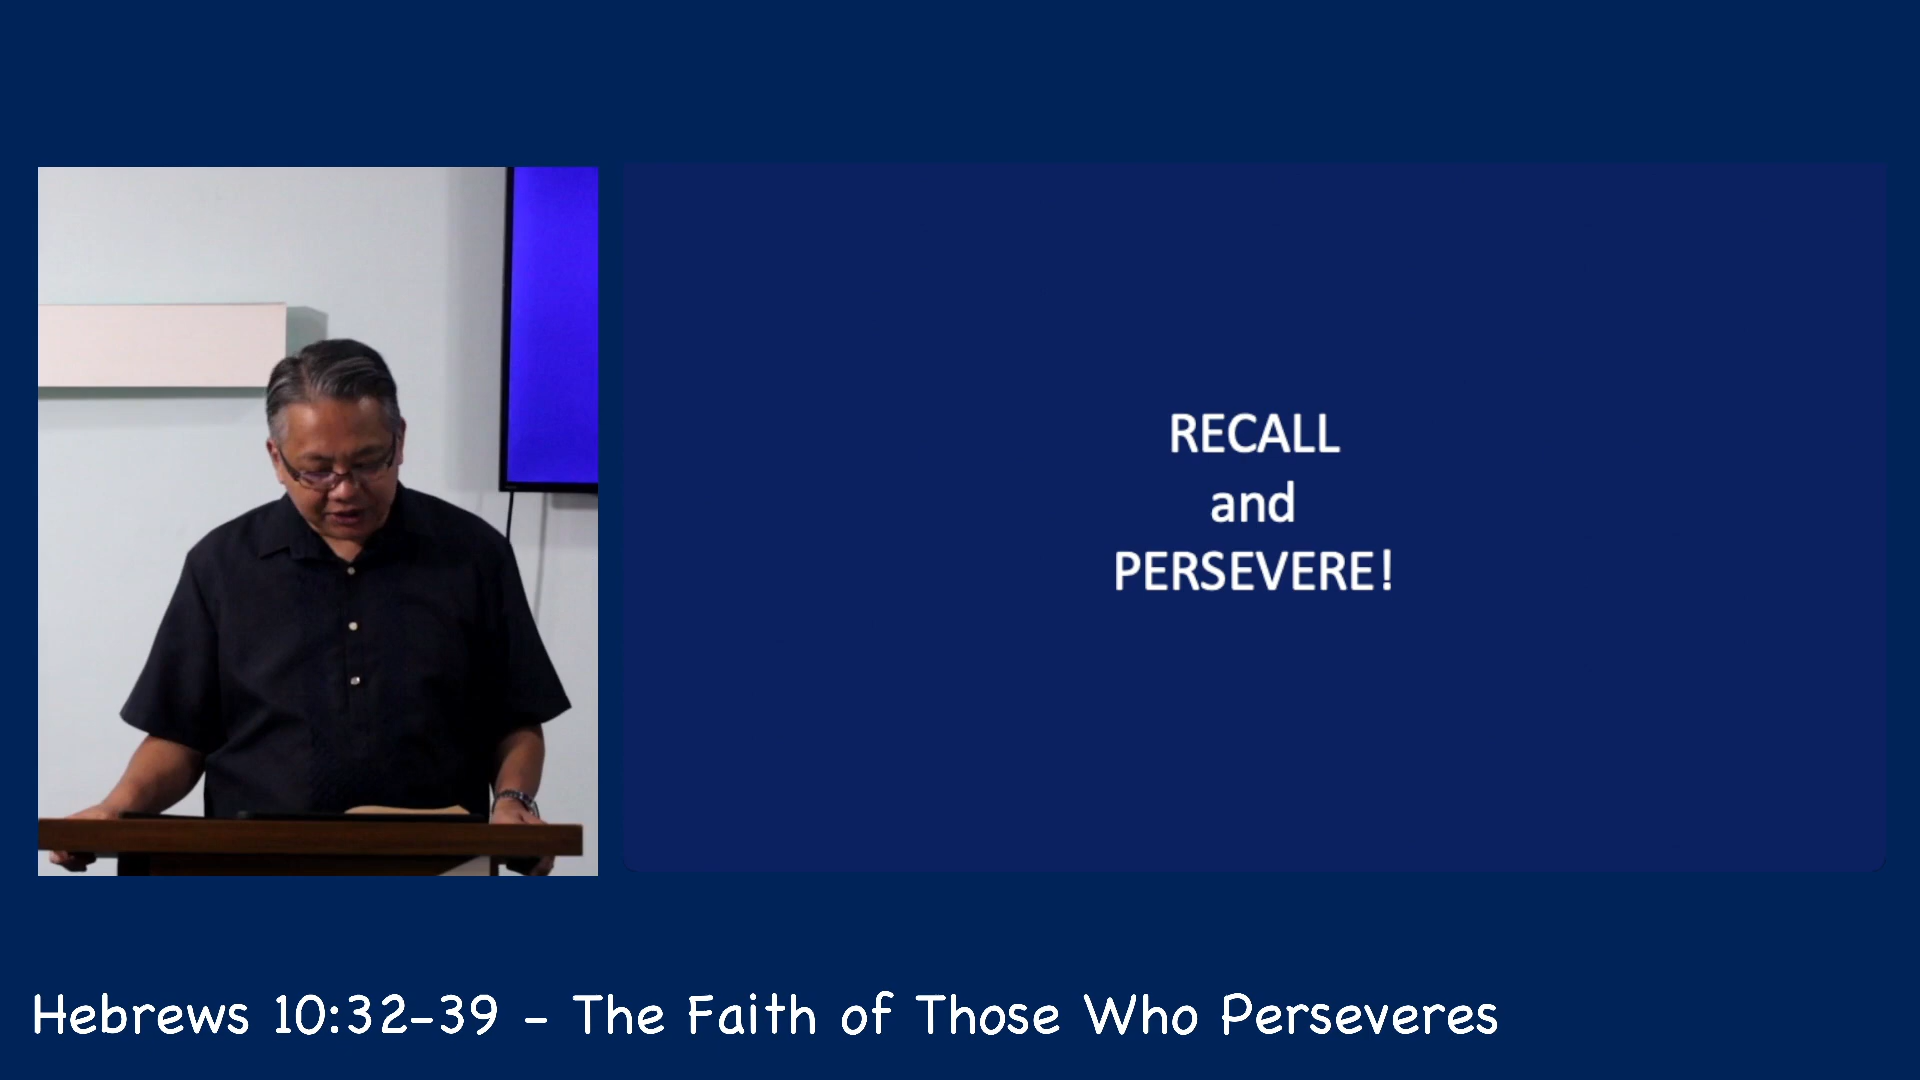 RECALL
and
PERSEVERE!
Hebrews 10:32-39 - The Faith of Those Who Perseveres